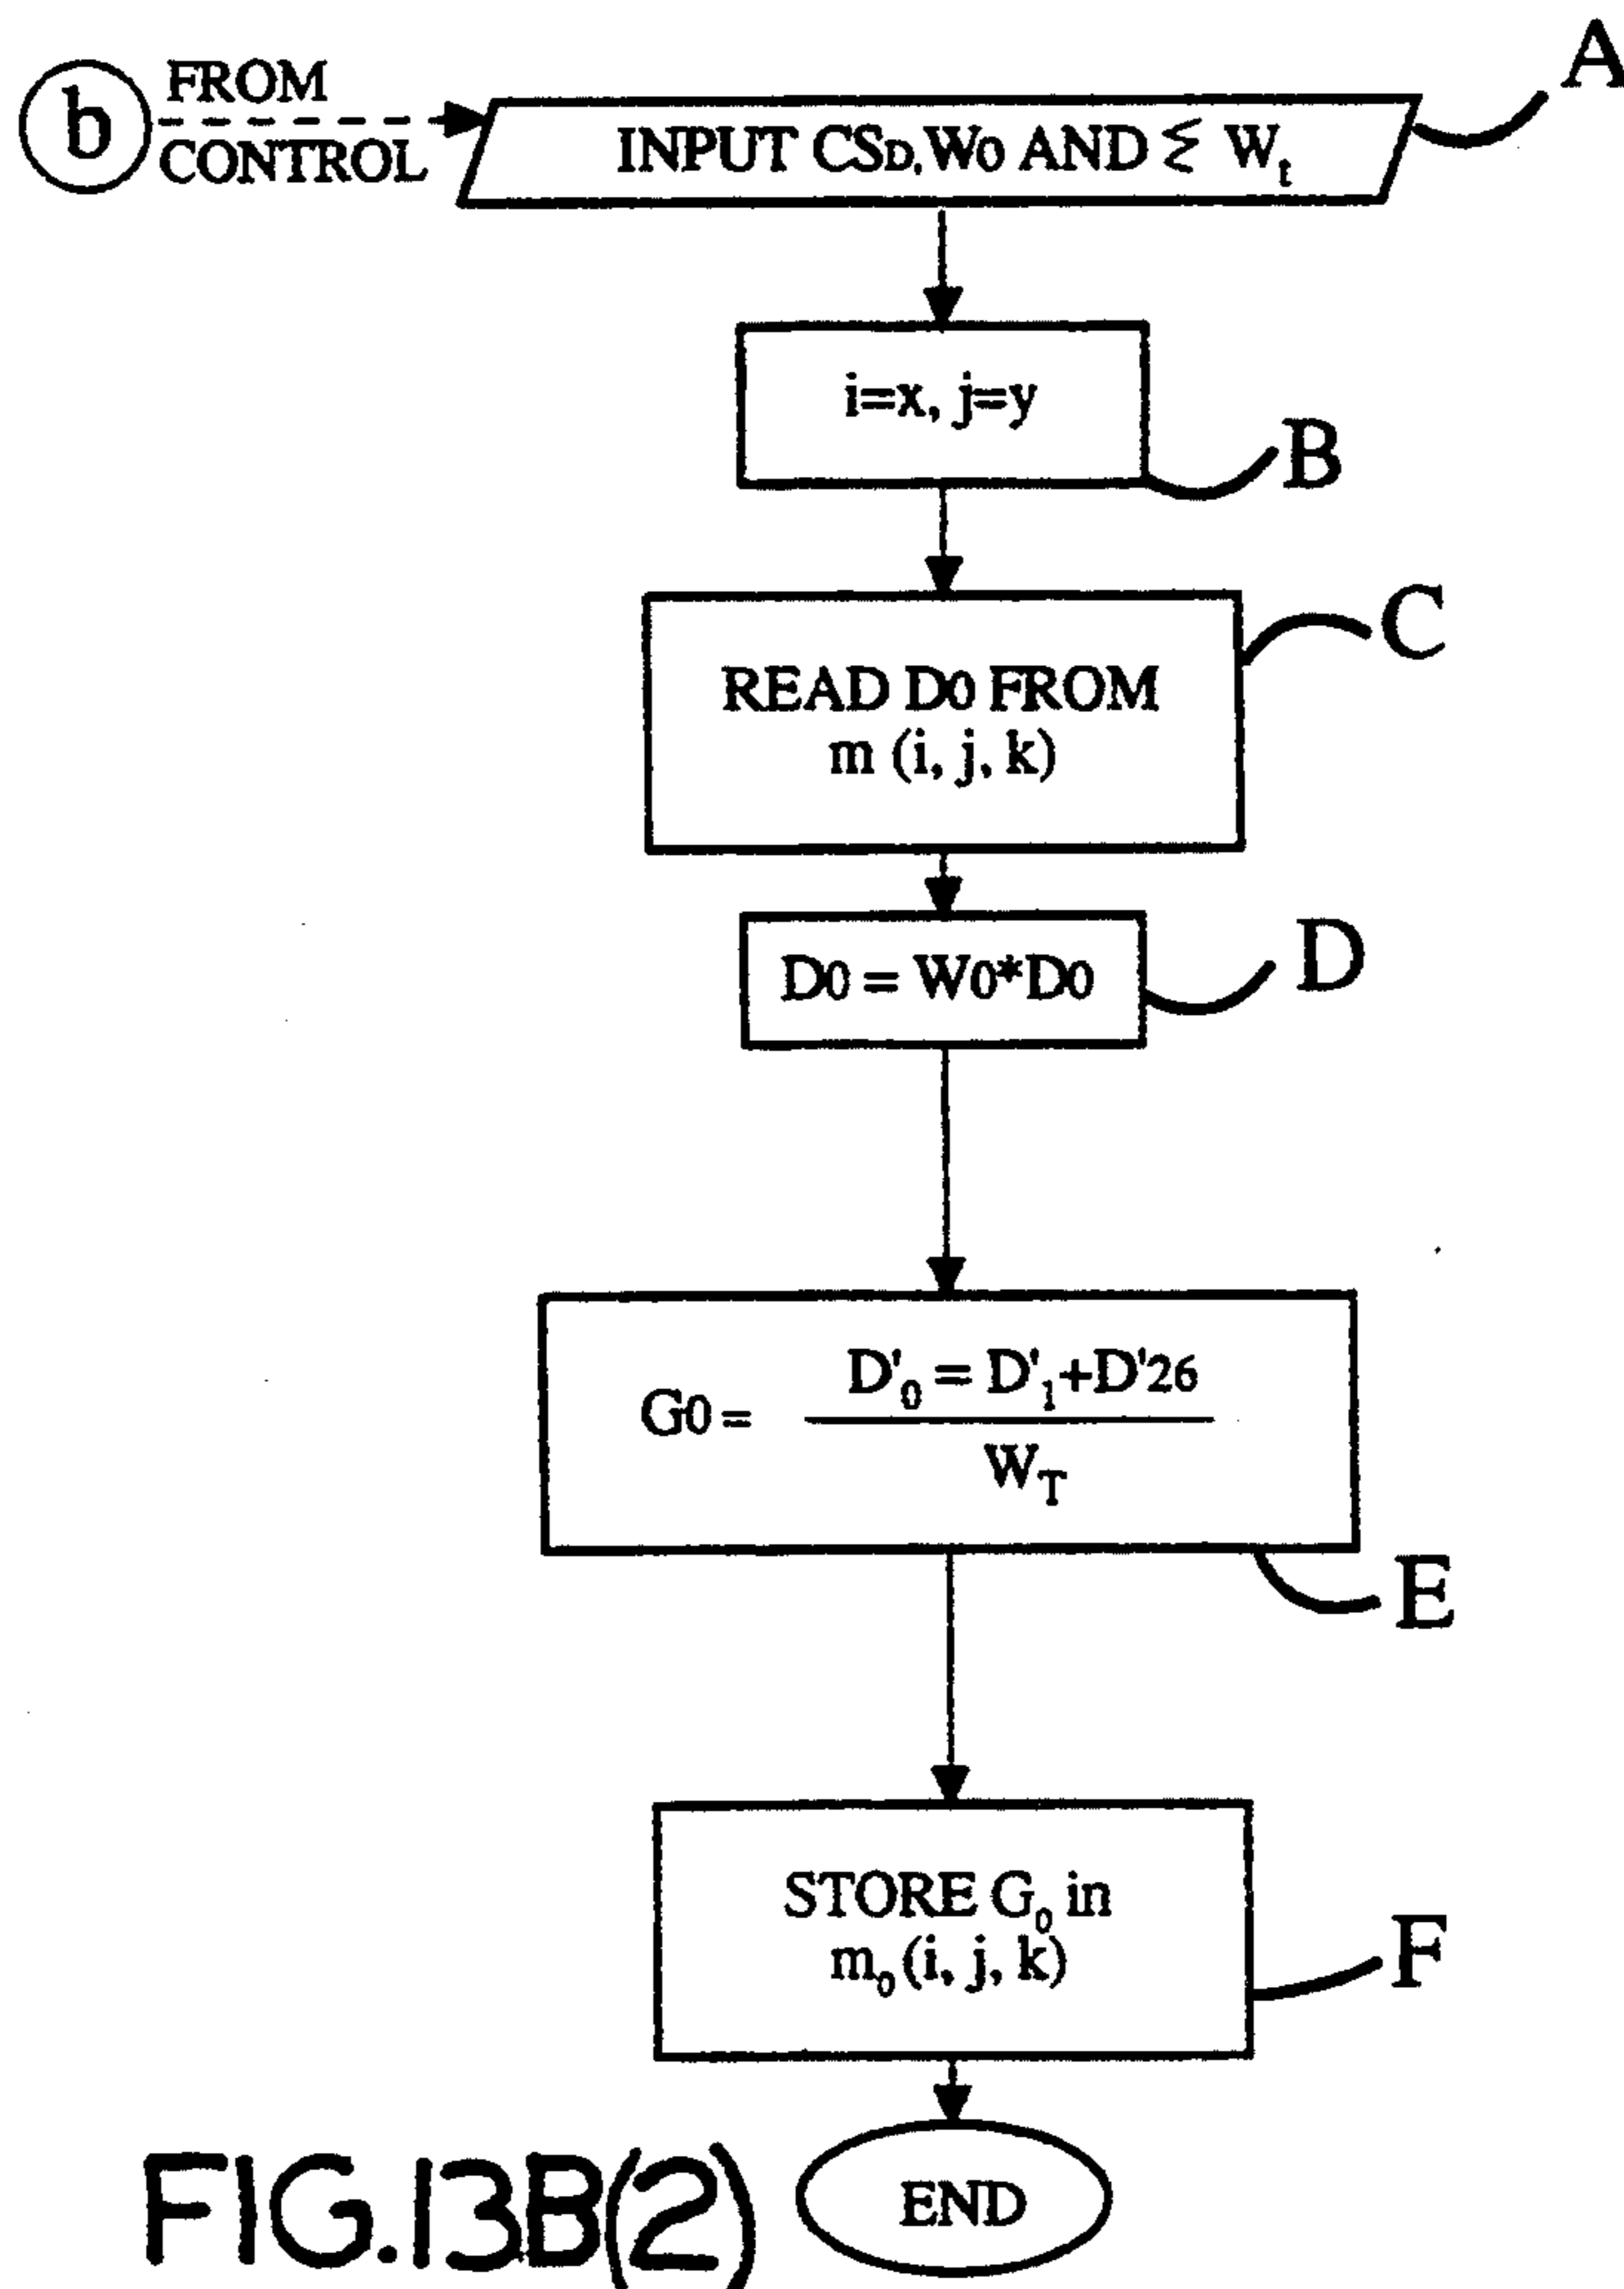 A
b
FROM
CONTROL
INPUT CSD, W0 AND Σ Wt
i=x, j=y
B
C
READ D0 FROM
m (i, j, k)
D0 = W0*D0
D
D'0 = D'1+D'26
G0 =
WT
E
STORE G0 in
m0 (i, j, k)
F
END
FIG.13B(2)